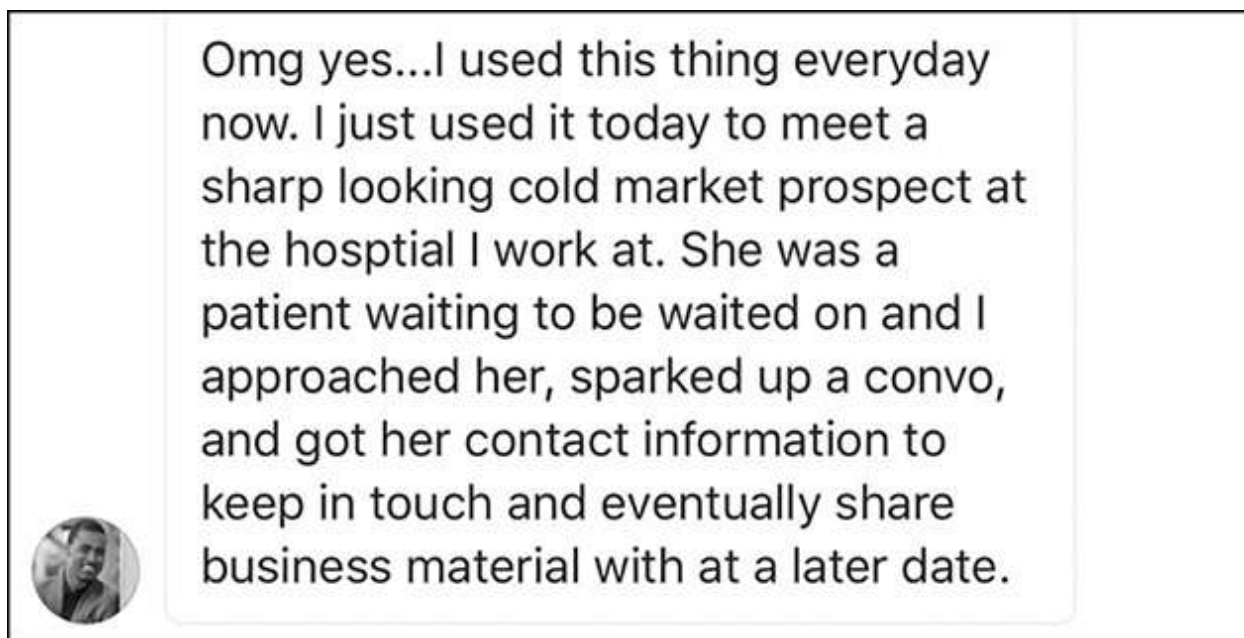 Omg yes...I used this thing everyday
now. I just used it today to meet a
sharp looking cold market prospect at
the hosptial I work at. She was a
patient waiting to be waited on and I
approached her, sparked up a convo,
and got her contact information to
keep in touch and eventually share
business material with at a later date.